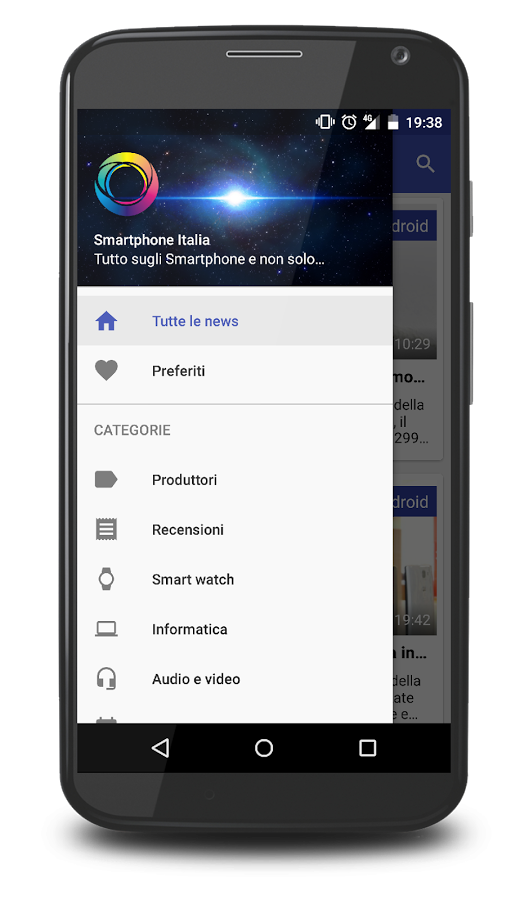 4G 19:38
Smartphone Italia
Tutto sugli Smartphone e non solo…
Tutte le news
Preferiti
CATEGORIE
Produttori
Recensioni
Smart watch
Informatica
Audio e video
droid
10:29
mo…
della
, il
299…
droid
19:42
in…
della
ate
e…